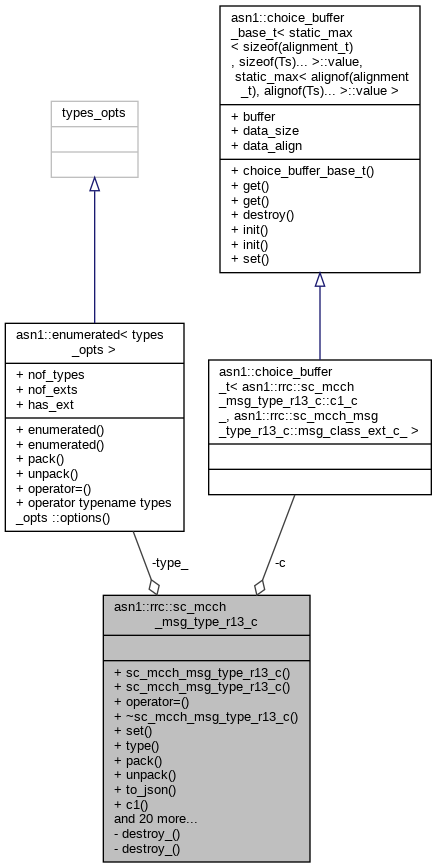 asn1::choice_buffer
_base_t< static_max
< sizeof(alignment_t)
, sizeof(Ts)... >::value,
static_max< alignof(alignment
_t), alignof(Ts)... >::value >
+ buffer
+ data_size
+ data_align
+ choice_buffer_base_t()
+ get()
+ get()
+ destroy()
+ init()
+ init()
+ set()
types_opts
asn1::enumerated< types
_opts >
+ nof_types
+ nof_exts
+ has_ext
+ enumerated()
+ enumerated()
+ pack()
+ unpack()
+ operator=()
+ operator typename types
_opts ::options()
asn1::choice_buffer
_t< asn1::rrc::sc_mcch
_msg_type_r13_c::c1_c
_, asn1::rrc::sc_mcch_msg
_type_r13_c::msg_class_ext_c_ >
-type_
-c
asn1::rrc::sc_mcch
_msg_type_r13_c
+ sc_mcch_msg_type_r13_c()
+ sc_mcch_msg_type_r13_c()
+ operator=()
+ ~sc_mcch_msg_type_r13_c()
+ set()
+ type()
+ pack()
+ unpack()
+ to_json()
+ c1()
and 20 more...
- destroy_()
- destroy_()